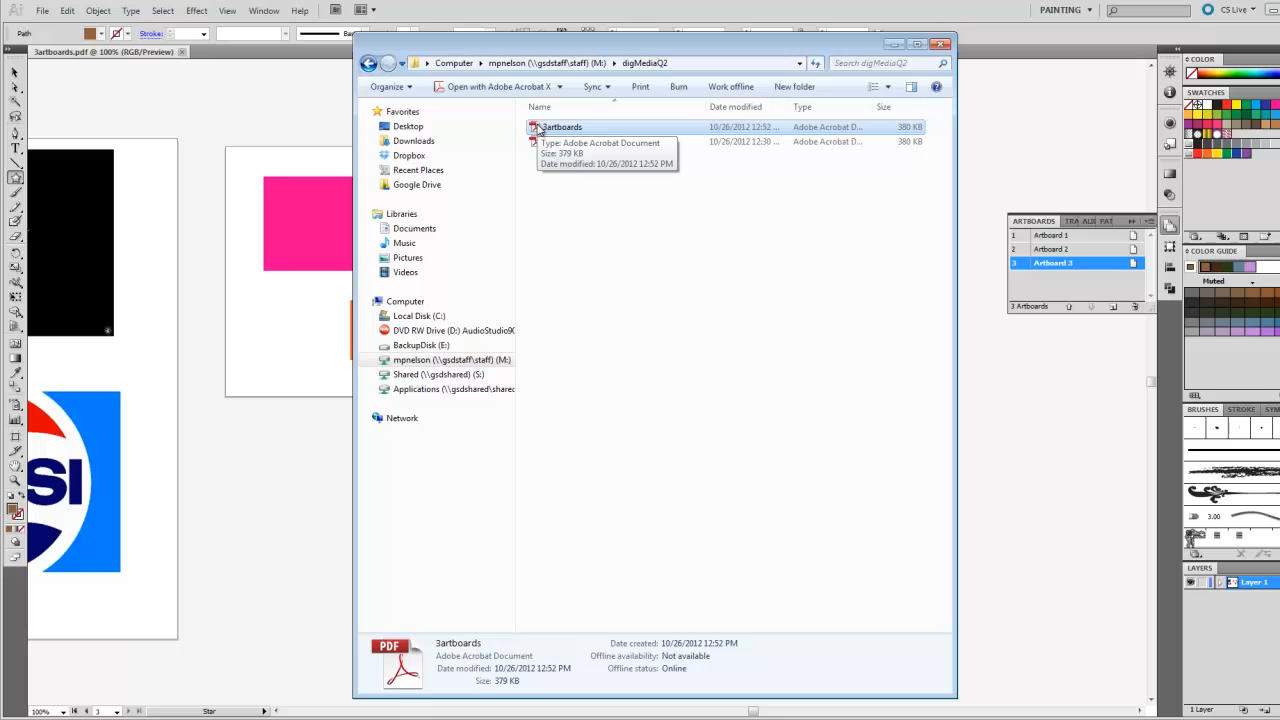 Ai File Edit Object Type Select Effect View Window Help Br PAINTING CS Live
Path Stroke:
3artboards.pdf @ 100% (RGB/Preview)
Computer mpnelson (\\gsdstaff\staff) (M:) digMediaQ2 Search digMediaQ2
Organize Open with Adobe Acrobat X Sync Print Burn Work offline New folder
Name Date modified Type Size
3artboards 10/26/2012 12:52 ... Adobe Acrobat D... 380 KB
10/26/2012 12:30 ... Adobe Acrobat D... 380 KB
Type: Adobe Acrobat Document
Size: 379 KB
Date modified: 10/26/2012 12:52 PM
Favorites
Desktop
Downloads
Dropbox
Recent Places
Google Drive
Libraries
Documents
Music
Pictures
Videos
Computer
Local Disk (C:)
DVD RW Drive (D:) AudioStudio90
BackupDisk (E:)
mpnelson (\\gsdstaff\staff) (M:)
Shared (\\gsdshared) (S:)
Applications (\\gsdshared\shared
Network
PDF
3artboards
Adobe Acrobat Document
Date modified: 10/26/2012 12:52 PM
Size: 379 KB
Date created: 10/26/2012 12:52 PM
Offline availability: Not available
Offline status: Online
SI
ARTBOARDS TRA ALI PAT
1 Artboard 1
2 Artboard 2
3 Artboard 3
3 Artboards
COLOR
SWATCHES
COLOR GUIDE
Muted
BRUSHES STROKE SYM
3.00
LAYERS
Layer 1
1 Layer
100% 3 Star